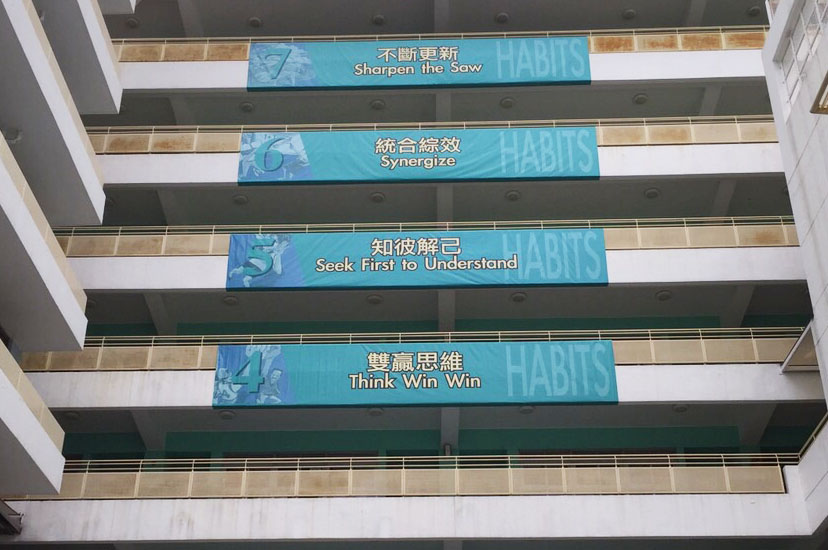 7
不斷更新
Sharpen the Saw
HABITS
6
統合綜效
Synergize
HABITS
5
知彼解己
Seek First to Understand
HABITS
4
雙贏思維
Think Win Win
HABITS